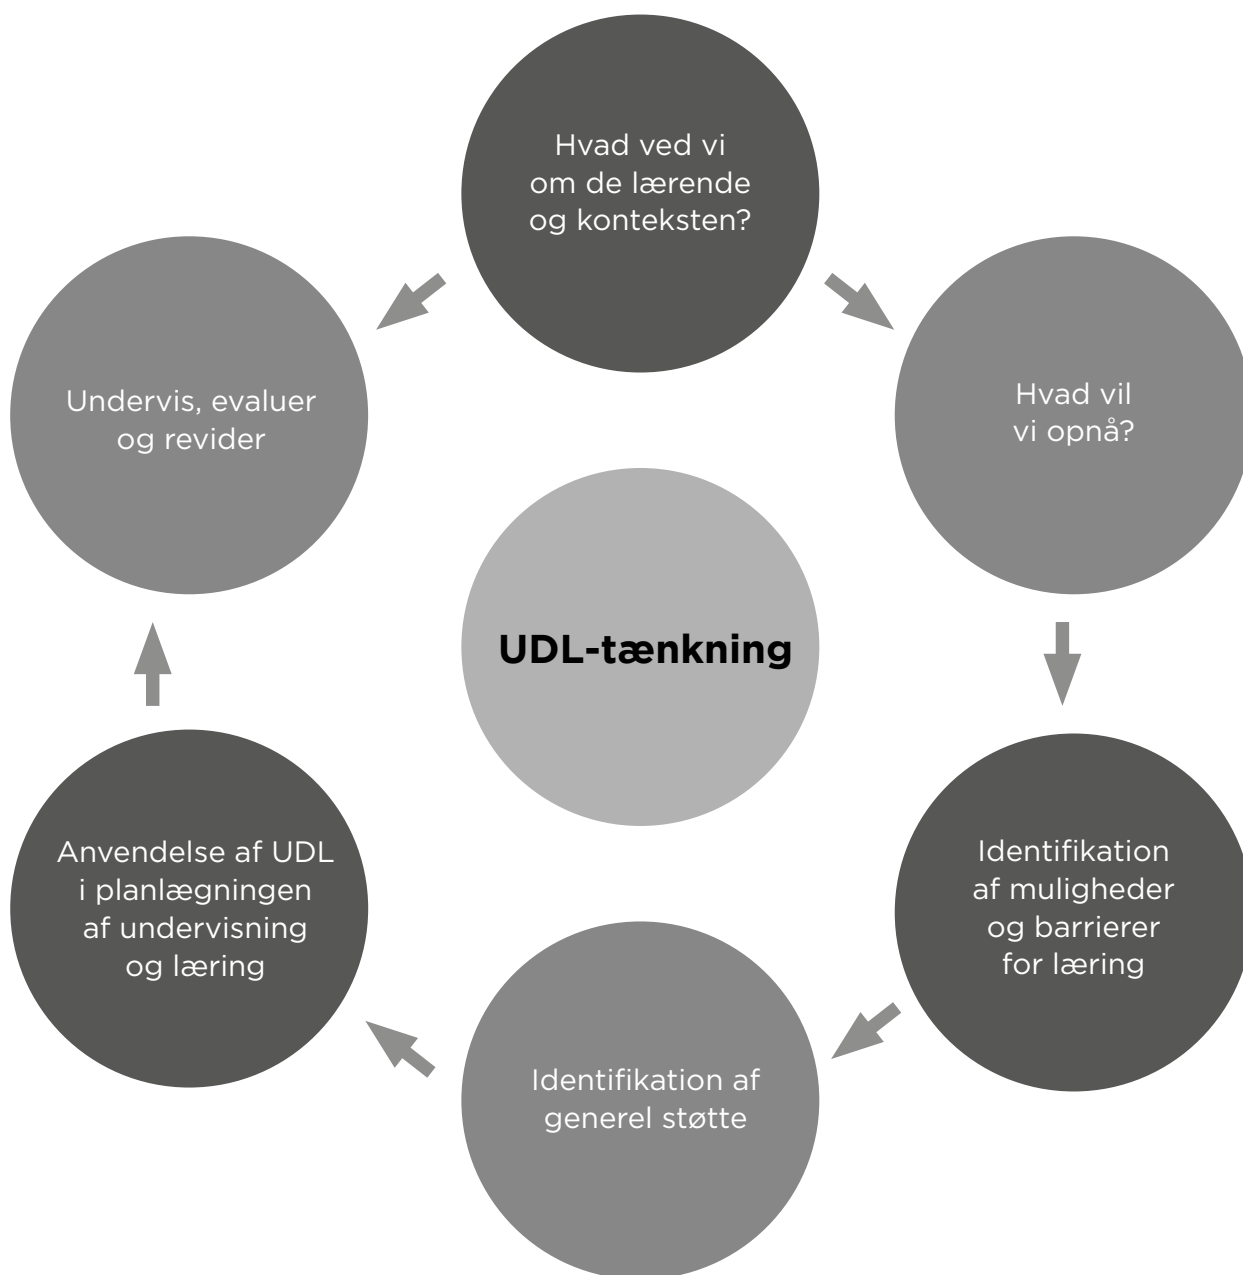 Hvad ved vi
om de lærende
og konteksten?
Hvad vil
vi opnå?
Identifikation
af muligheder
og barrierer
for læring
Identifikation af
generel støtte
Anvendelse af UDL
i planlægningen
af undervisning
og læring
Undervis, evaluer
og revider
UDL-tænkning